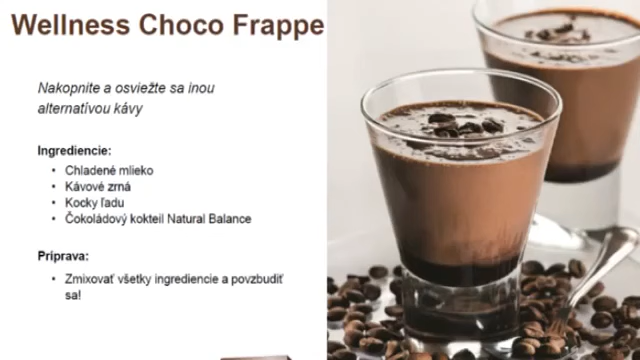 Wellness Choco Frappe
Nakopnite a osviežte sa inou
alternatívou kávy
Ingrediencie:
• Chladené mlieko
• Kávové zrná
• Kocky ľadu
• Čokoládový kokteil Natural Balance
Príprava:
• Zmixovať všetky ingrediencie a povzbudiť
sa!